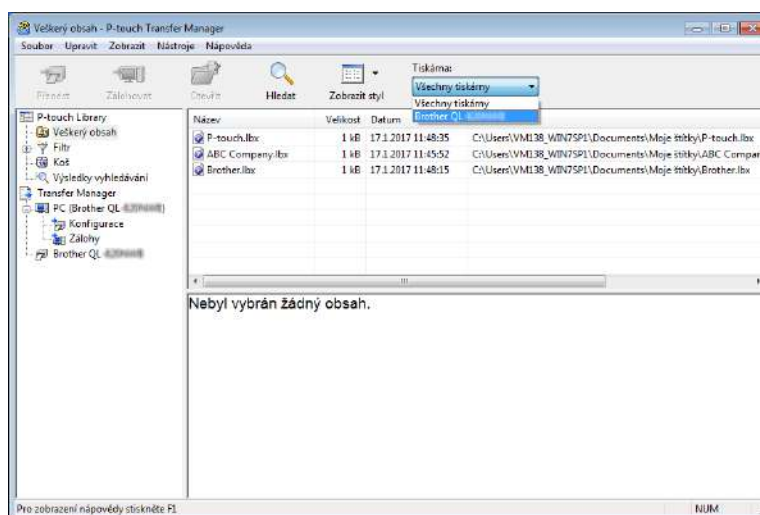 Veškerý obsah - P-touch Transfer Manager
Soubor Upravit Zobrazit Nástroje Nápověda
Přenést Zálohovat Otevřít Hledat Zobrazit styl
Tiskárna:
Všechny tiskárny
Všechny tiskárny
Brother QL-
P-touch Library
Veškerý obsah
Filtr
Koš
Výsledky vyhledávání
Transfer Manager
PC (Brother QL-
Konfigurace
Zálohy
Brother QL-
Název Velikost Datum
P-touch.lbx 1 kB 17.1.2017 11:48:35 C:\Users\VM138_WIN7SP1\Documents\Moje štítky\P-touch.lbx
ABC Company.lbx 1 kB 17.1.2017 11:45:52 C:\Users\VM138_WIN7SP1\Documents\Moje štítky\ABC Compar
Brother.lbx 1 kB 17.1.2017 11:48:15 C:\Users\VM138_WIN7SP1\Documents\Moje štítky\Brother.lbx
Nebyl vybrán žádný obsah.
Pro zobrazení nápovědy stiskněte F1
NUM